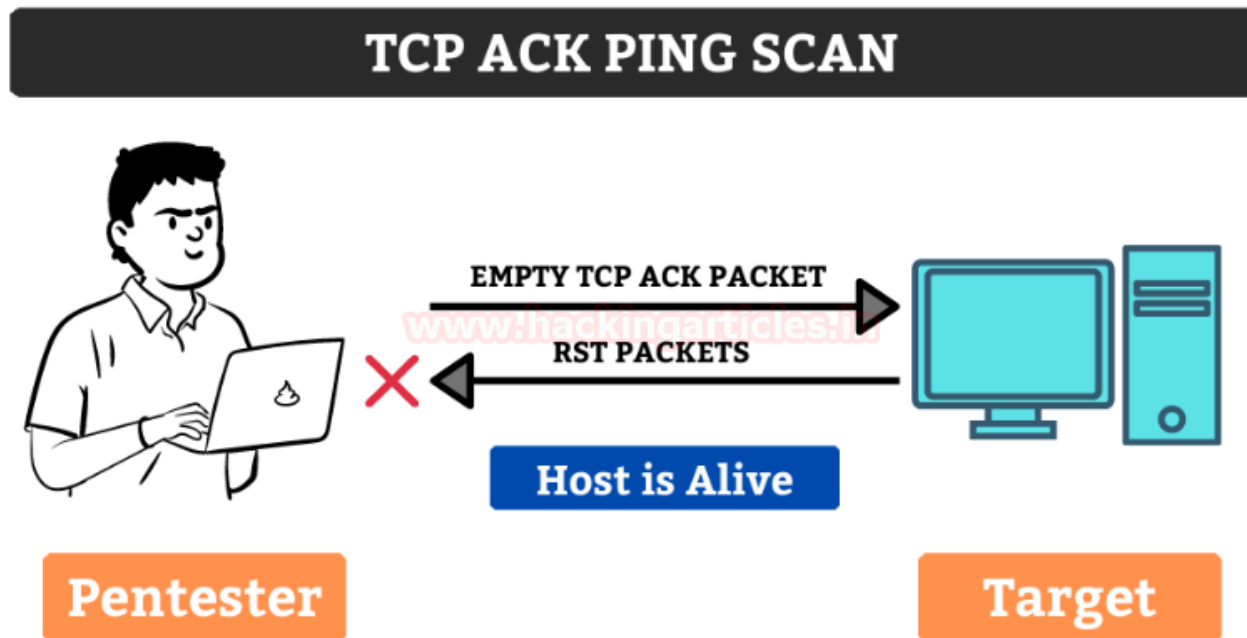 TCP ACK PING SCAN
EMPTY TCP ACK PACKET
www.hackingarticles.in
RST PACKETS
Host is Alive
Pentester
Target